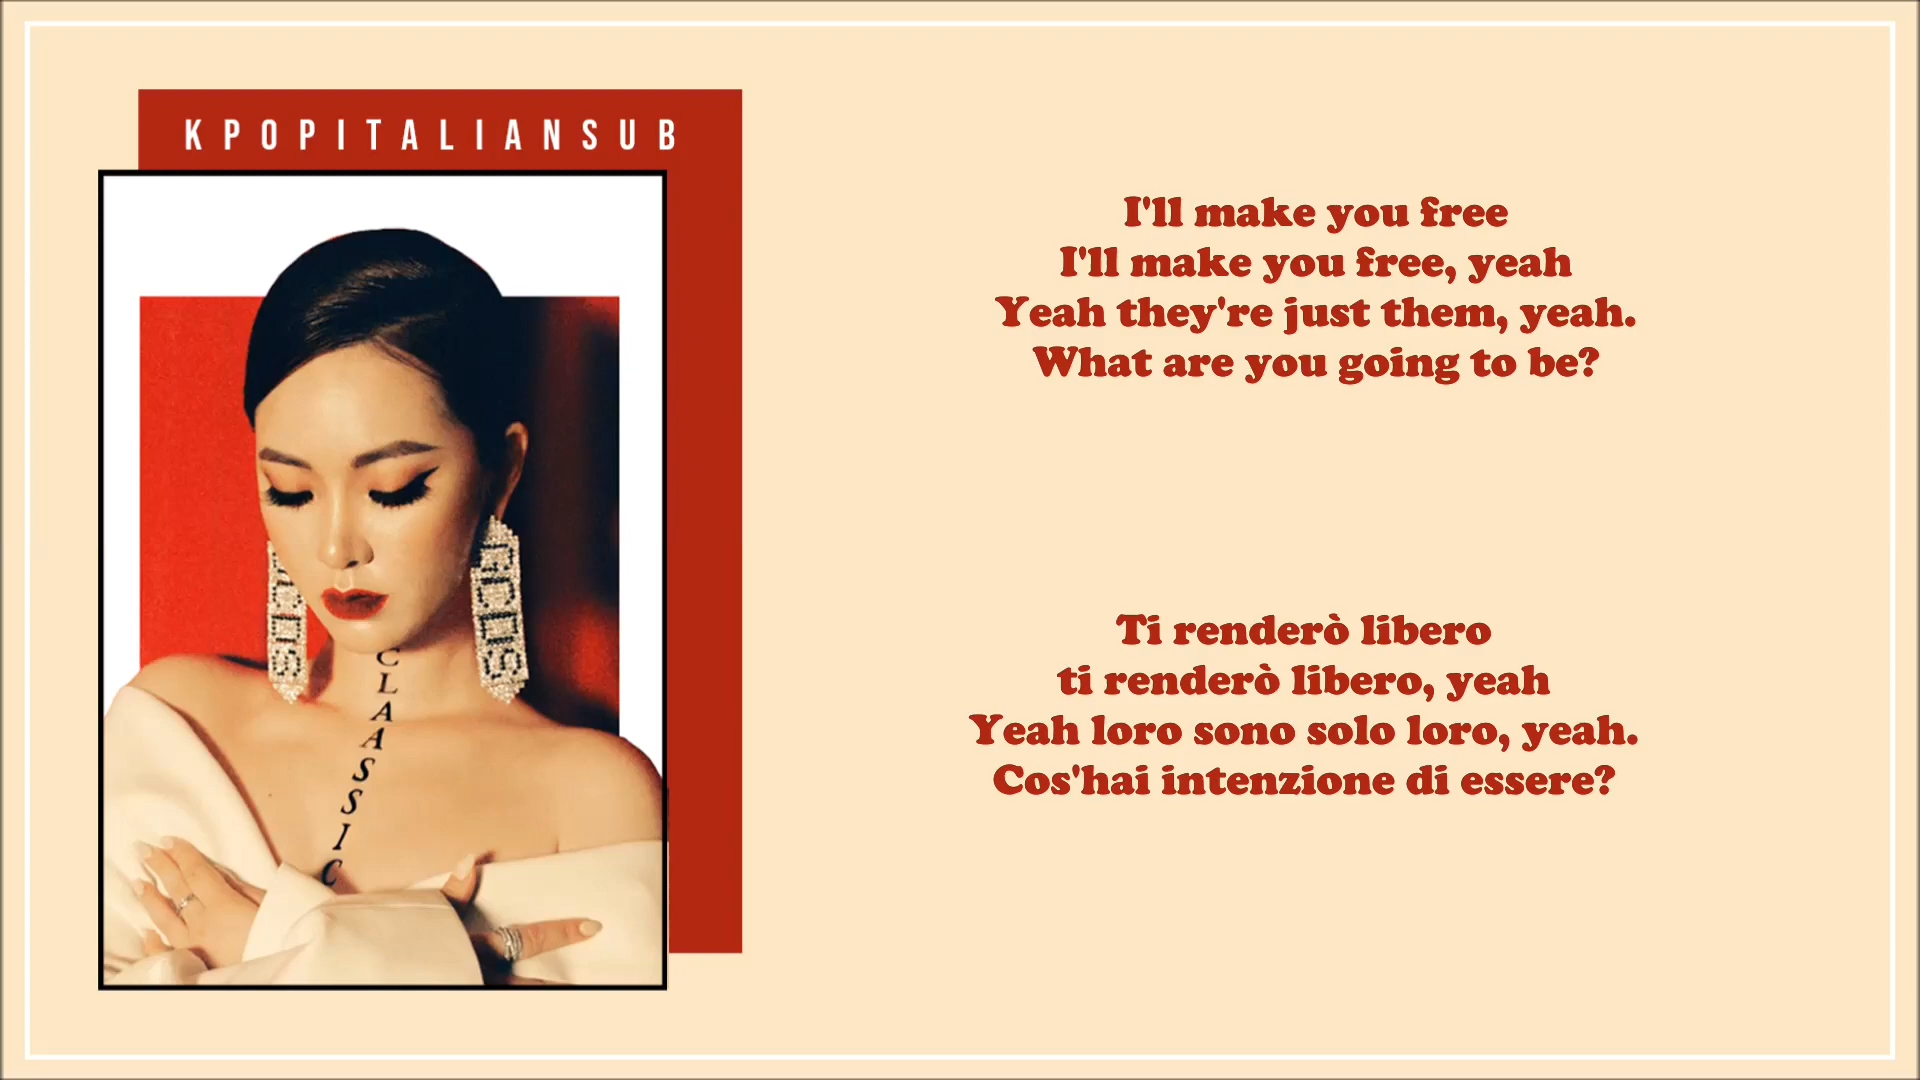 KPOPITALIANSUB
I'll make you free
I'll make you free, yeah
Yeah they're just them, yeah.
What are you going to be?
CLAASSIC
Ti renderò libero
ti renderò libero, yeah
Yeah loro sono solo loro, yeah.
Cos'hai intenzione di essere?